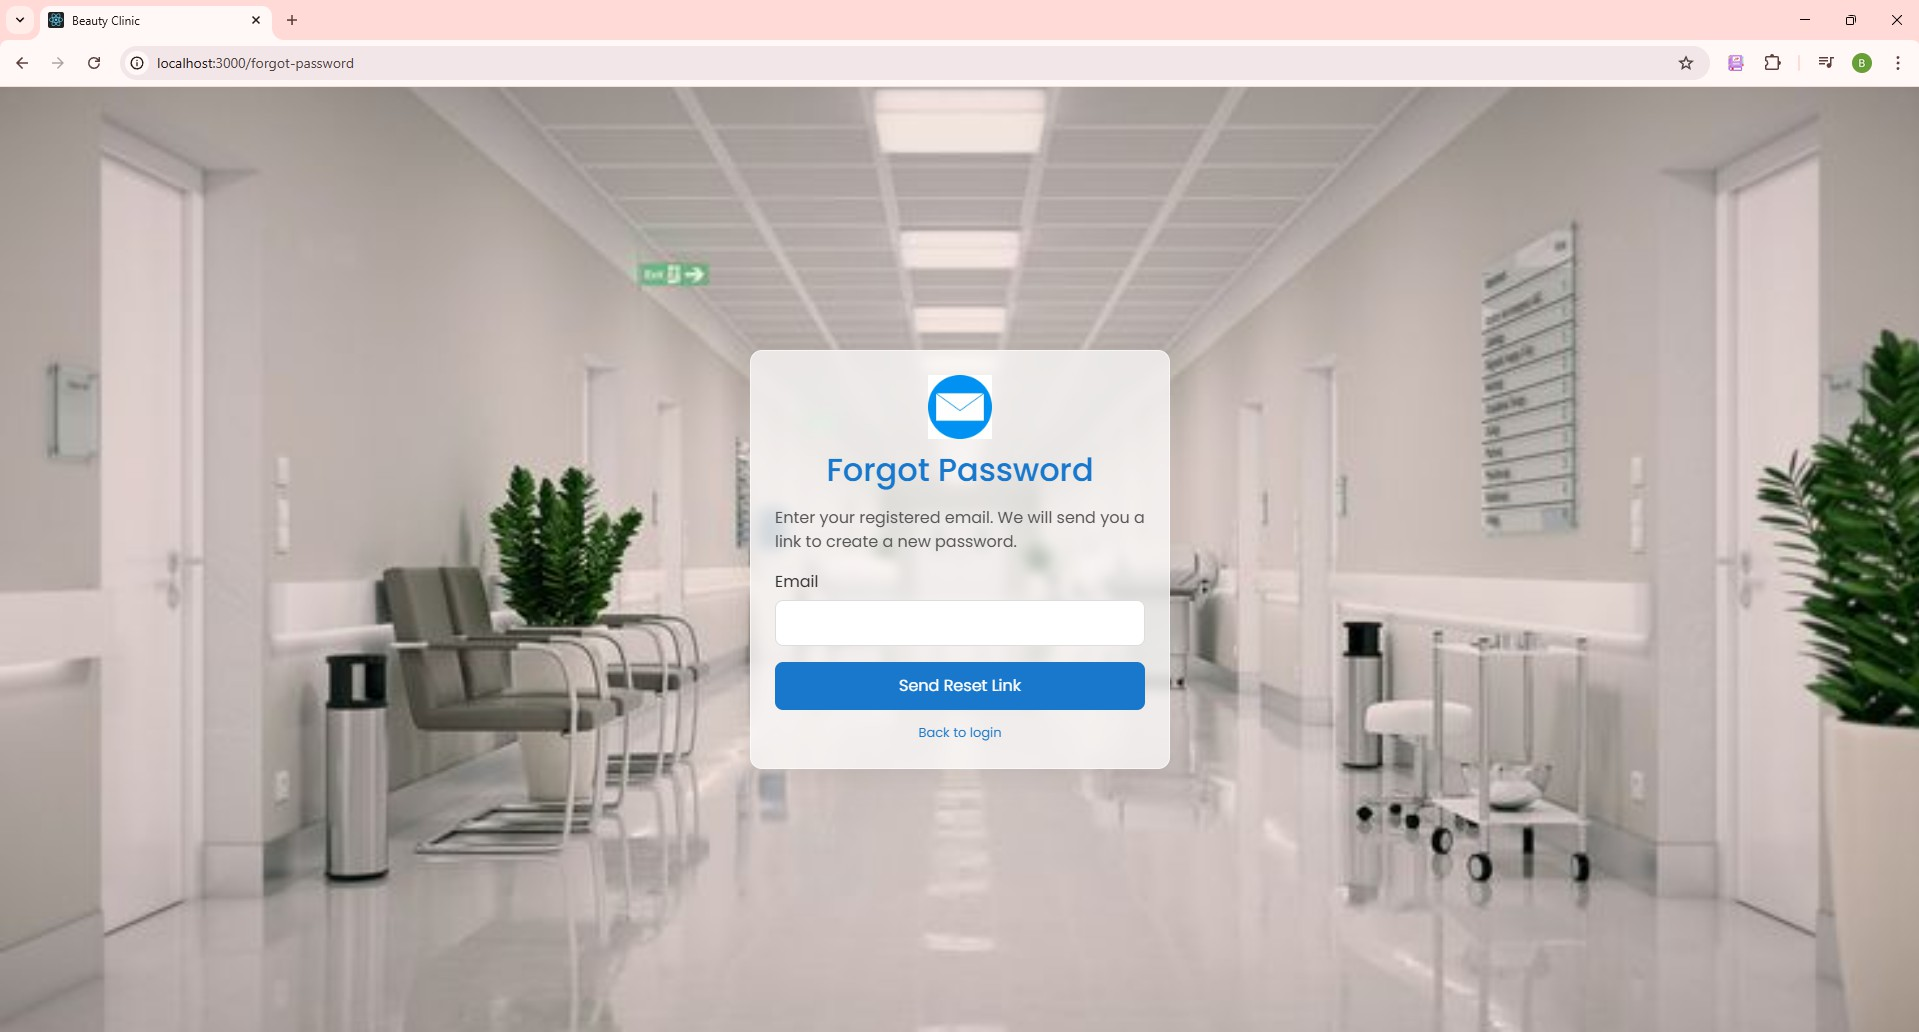 Beauty Clinic
localhost:3000/forgot-password
B
Exit
Forgot Password
Enter your registered email. We will send you a
link to create a new password.
Email
Send Reset Link
Back to login